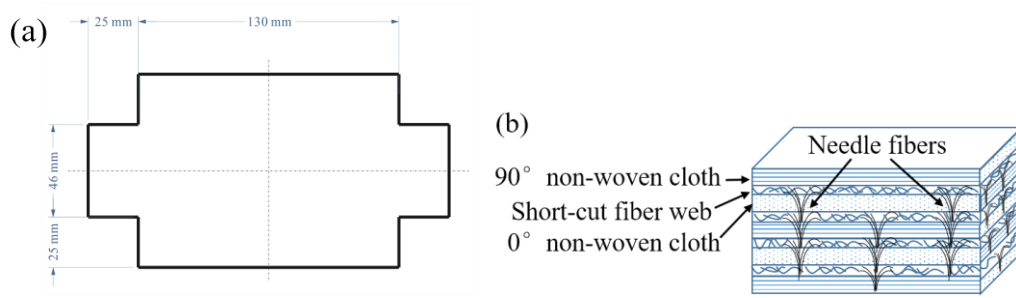 (a)
25 mm
130 mm
46 mm
25 mm
(b)
Needle fibers
90° non-woven cloth
Short-cut fiber web
0° non-woven cloth